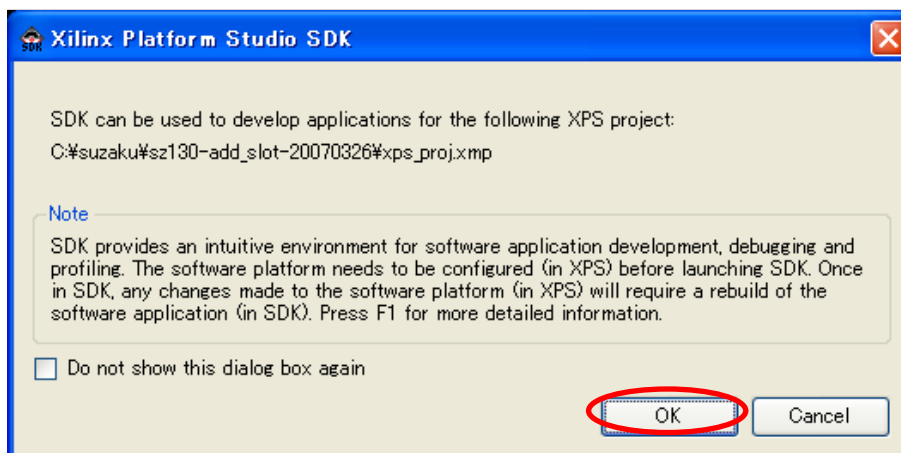 SDK
Xilinx Platform Studio SDK
SDK can be used to develop applications for the following XPS project:
C:¥suzaku¥sz130-add_slot-20070326¥xps_proj.xmp
Note
SDK provides an intuitive environment for software application development, debugging and
profiling. The software platform needs to be configured (in XPS) before launching SDK. Once
in SDK, any changes made to the software platform (in XPS) will require a rebuild of the
software application (in SDK). Press F1 for more detailed information.
Do not show this dialog box again
OK
Cancel